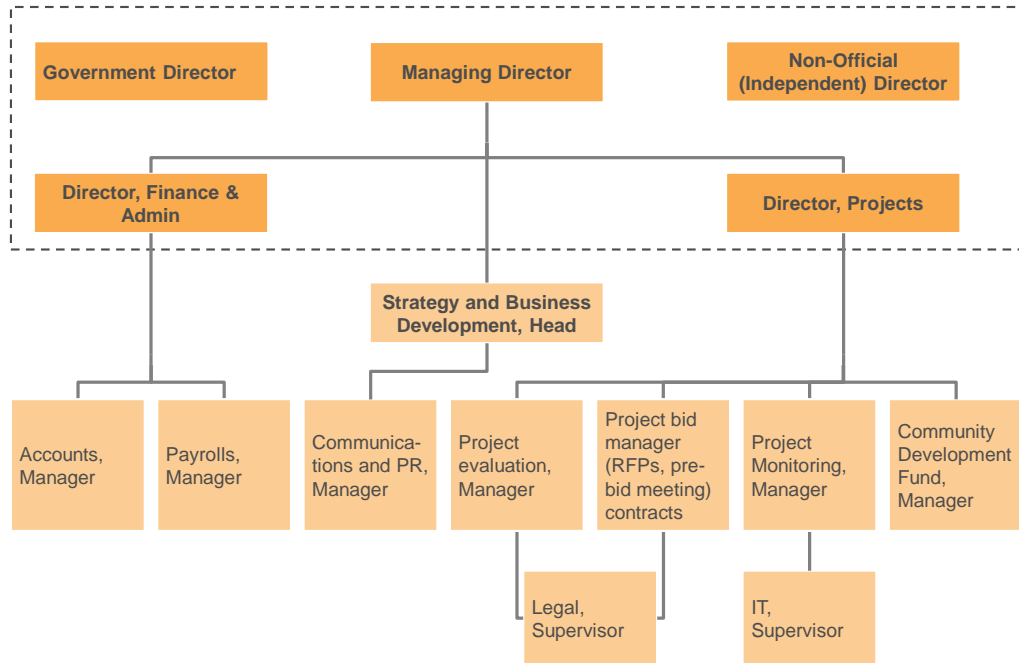 Government Director
Managing Director
Non-Official
(Independent) Director
Director, Finance &
Admin
Director, Projects
Strategy and Business
Development, Head
Accounts,
Manager
Payrolls,
Manager
Communica-
tions and PR,
Manager
Project
evaluation,
Manager
Project bid
manager
(RFPs, pre-
bid meeting)
contracts
Project
Monitoring,
Manager
Community
Development
Fund,
Manager
Legal,
Supervisor
IT,
Supervisor